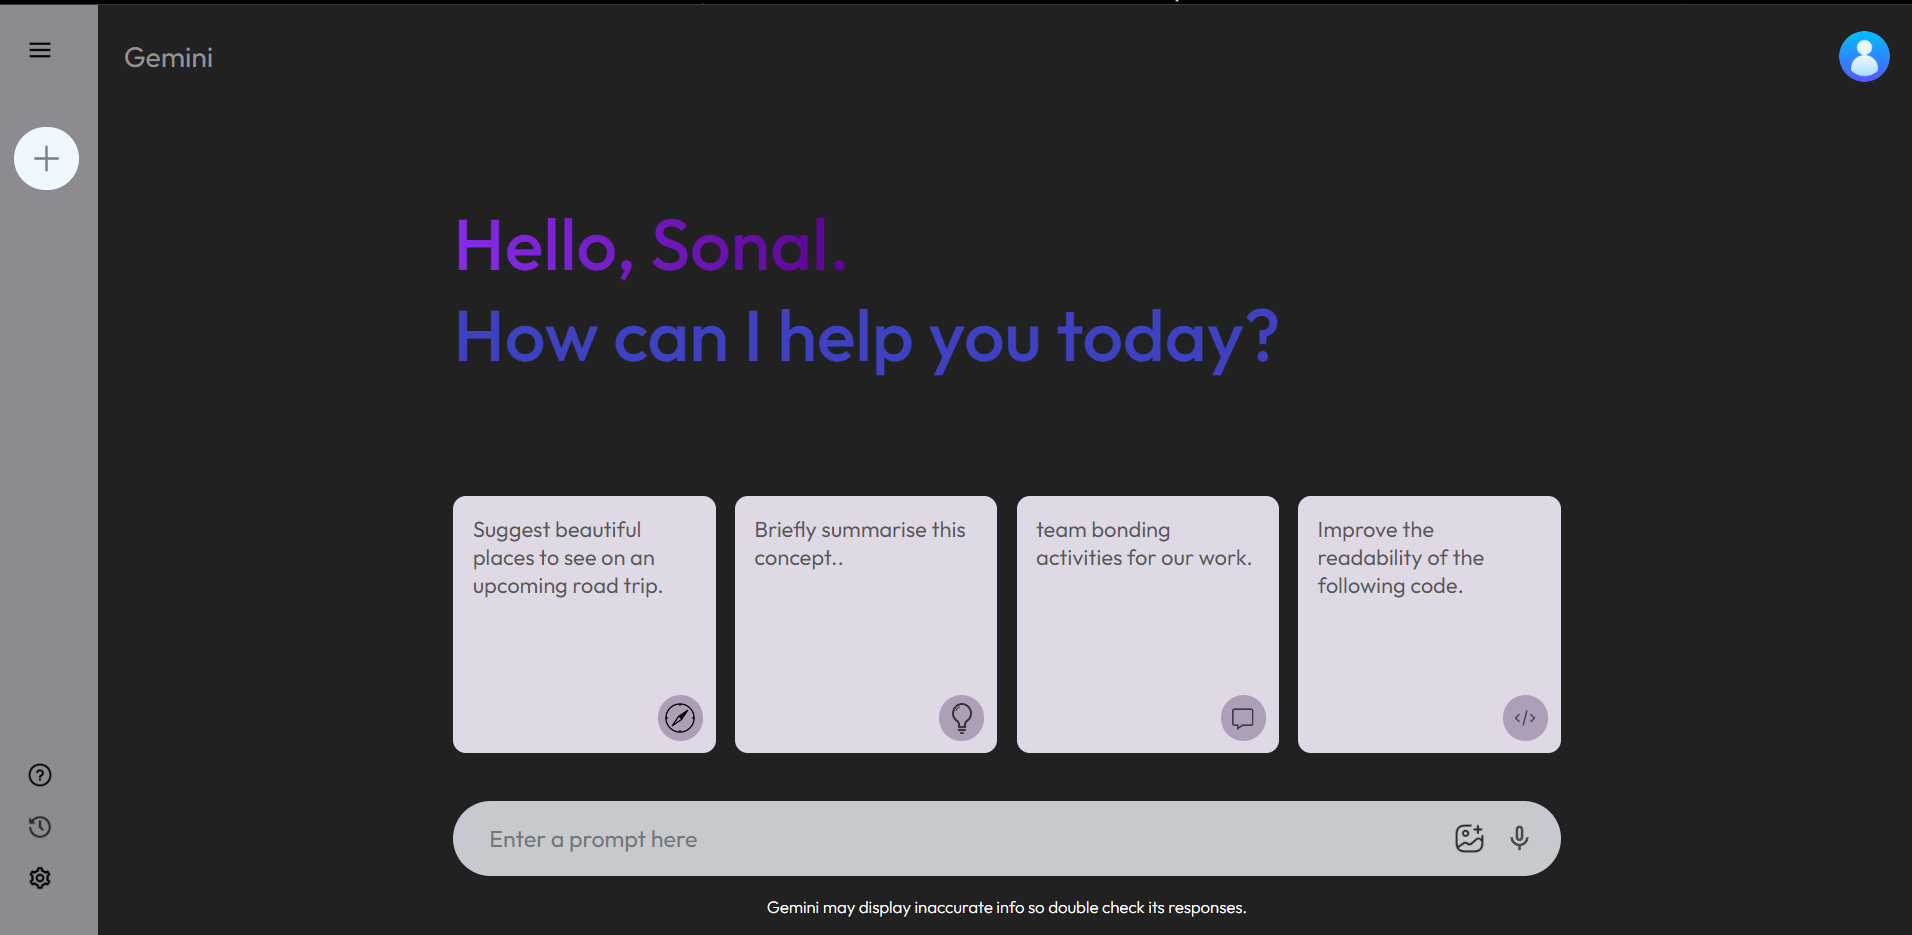 Gemini
Hello, Sonal.
How can I help you today?
Suggest beautiful
places to see on an
upcoming road trip.
Briefly summarise this
concept..
team bonding
activities for our work.
Improve the
readability of the
following code.
Enter a prompt here
Gemini may display inaccurate info so double check its responses.